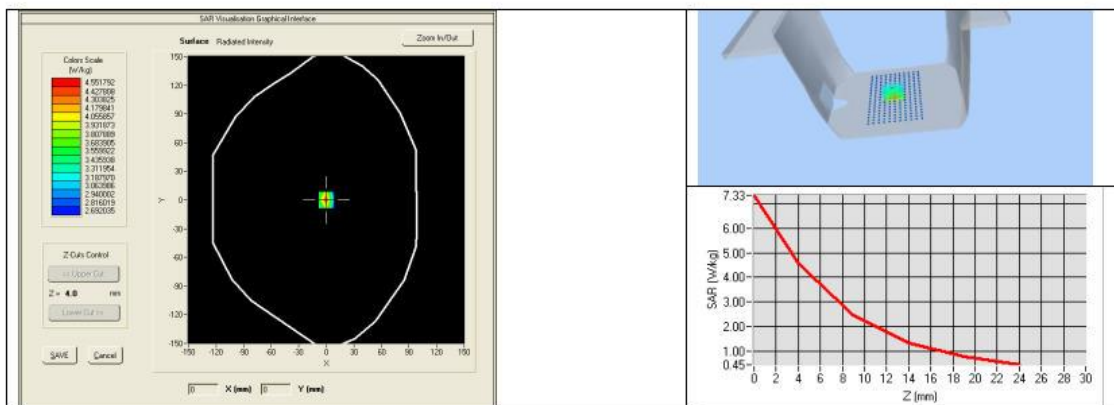 SAR Visualisation Graphical Interface
Surface Radiated Intensity
Zoom In/Out
Colors Scale
(W/kg)
4.551792
4.427808
4.303825
4.179841
4.055857
3.931873
3.807889
3.683905
3.559922
3.435938
3.311954
3.187970
3.063986
2.940002
2.816019
2.692035
Z-Cuts Control
<< Upper Cut
Z = 4.0 mm
Lower Cut >>
SAVE Cancel
150
120
90
60
30
0
-30
-60
-90
-120
-150
Y
-150 -120 -90 -60 -30 0 30 60 90 120 150
X
0 X (mm) 0 Y (mm)
7.33
6.00
5.00
4.00
3.00
2.00
1.00
0.45
SAR (W/kg)
0 2 4 6 8 10 12 14 16 18 20 22 24 26 28 30
Z (mm)